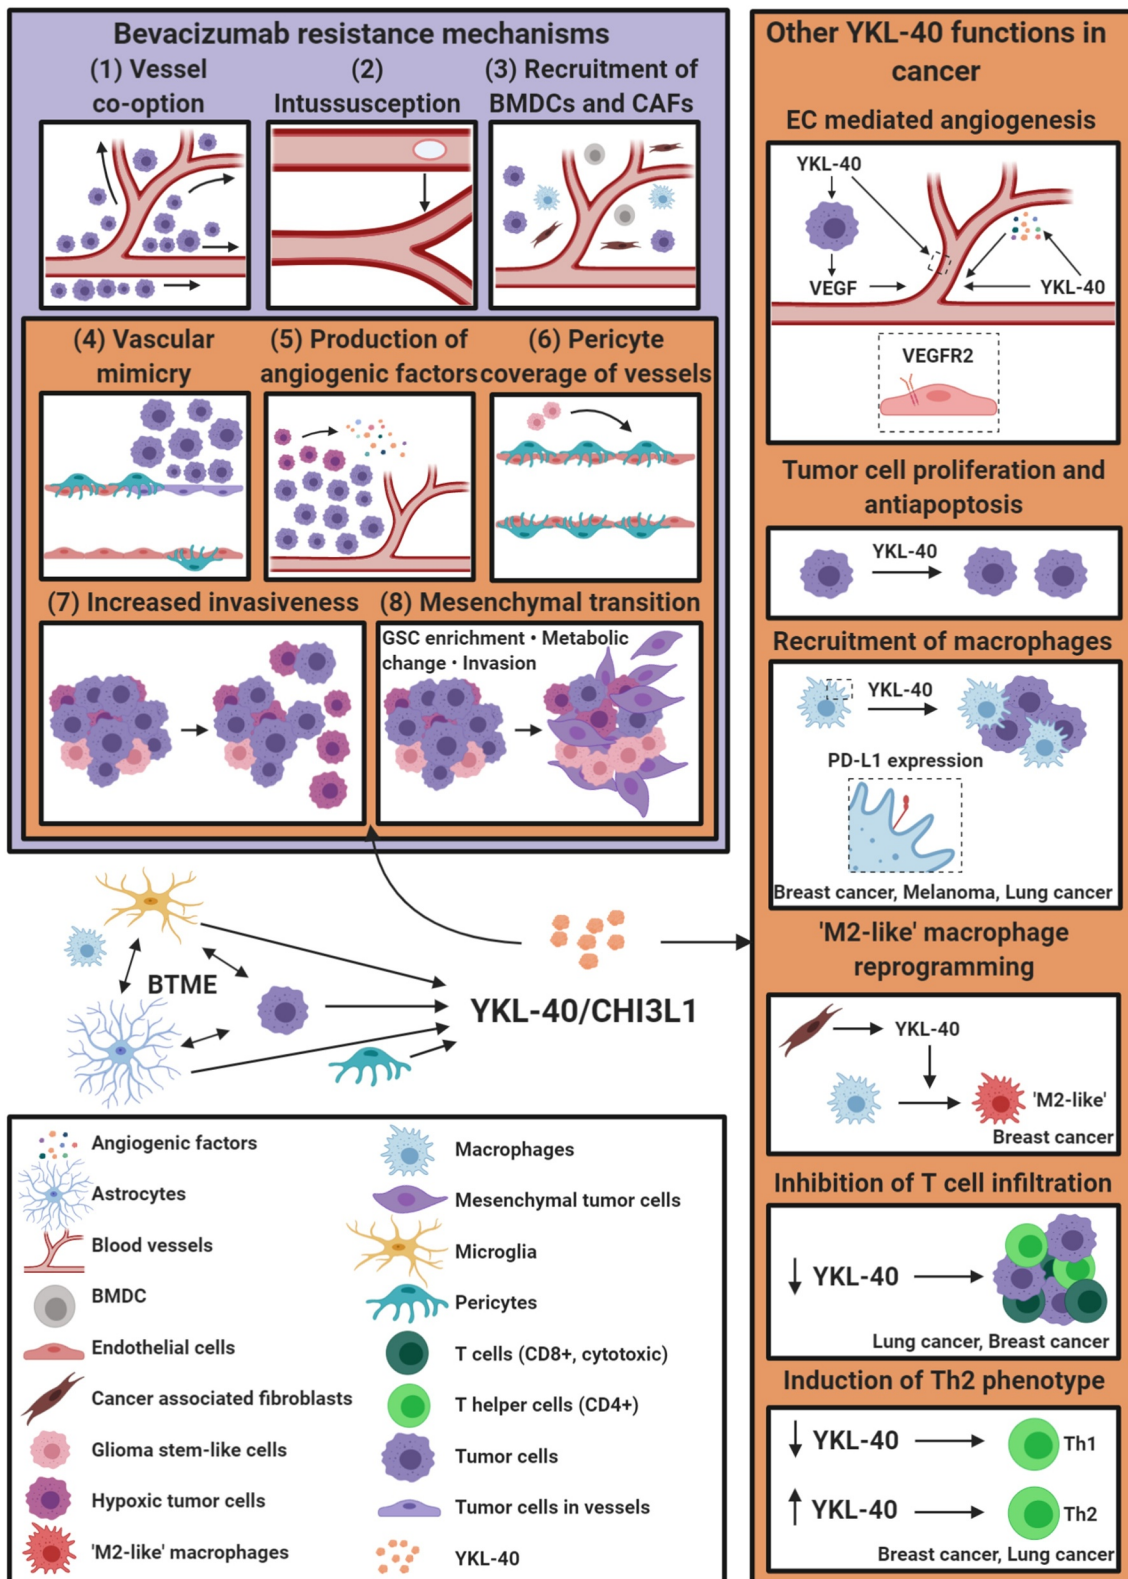 Bevacizumab resistance mechanisms
(1) Vessel
co-option
(2)
Intussusception
(3) Recruitment of
BMDCs and CAFs
(4) Vascular
mimicry
(5) Production of
angiogenic factors
(6) Pericyte
coverage of vessels
(7) Increased invasiveness
(8) Mesenchymal transition
GSC enrichment • Metabolic
change • Invasion
BTME
YKL-40/CHI3L1
Angiogenic factors
Astrocytes
Blood vessels
BMDC
Endothelial cells
Cancer associated fibroblasts
Glioma stem-like cells
Hypoxic tumor cells
'M2-like' macrophages
Macrophages
Mesenchymal tumor cells
Microglia
Pericytes
T cells (CD8+, cytotoxic)
T helper cells (CD4+)
Tumor cells
Tumor cells in vessels
YKL-40
Other YKL-40 functions in
cancer
EC mediated angiogenesis
YKL-40
VEGF
YKL-40
VEGFR2
Tumor cell proliferation and
antiapoptosis
YKL-40
Recruitment of macrophages
YKL-40
PD-L1 expression
Breast cancer, Melanoma, Lung cancer
'M2-like' macrophage
reprogramming
YKL-40
'M2-like'
Breast cancer
Inhibition of T cell infiltration
↓ YKL-40
Lung cancer, Breast cancer
Induction of Th2 phenotype
↓ YKL-40 Th1
↑ YKL-40 Th2
Breast cancer, Lung cancer